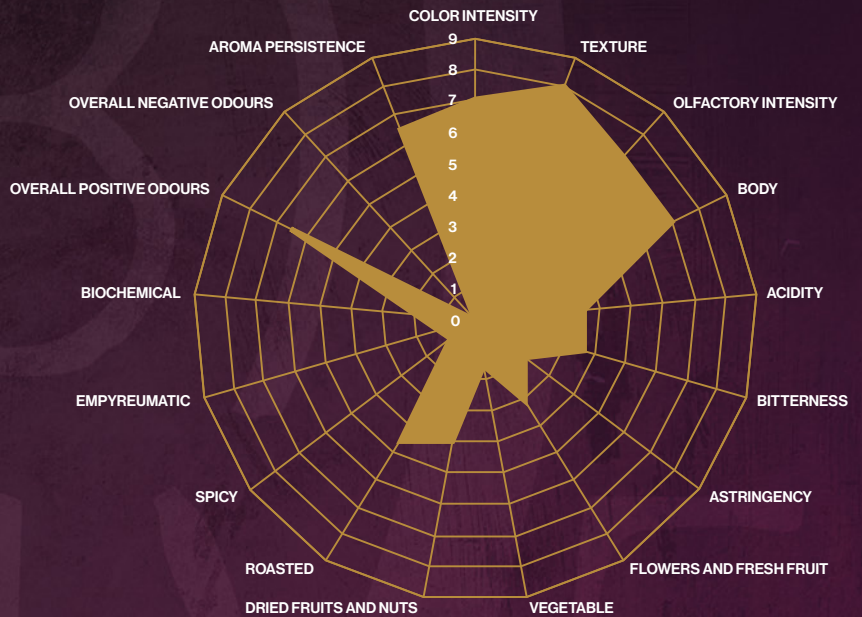 COLOR INTENSITY
TEXTURE
OLFACTORY INTENSITY
BODY
ACIDITY
BITTERNESS
ASTRINGENCY
FLOWERS AND FRESH FRUIT
VEGETABLE
DRIED FRUITS AND NUTS
ROASTED
SPICY
EMPYREUMATIC
BIOCHEMICAL
OVERALL POSITIVE ODOURS
OVERALL NEGATIVE ODOURS
AROMA PERSISTENCE
9
8
7
6
5
4
3
2
1
0